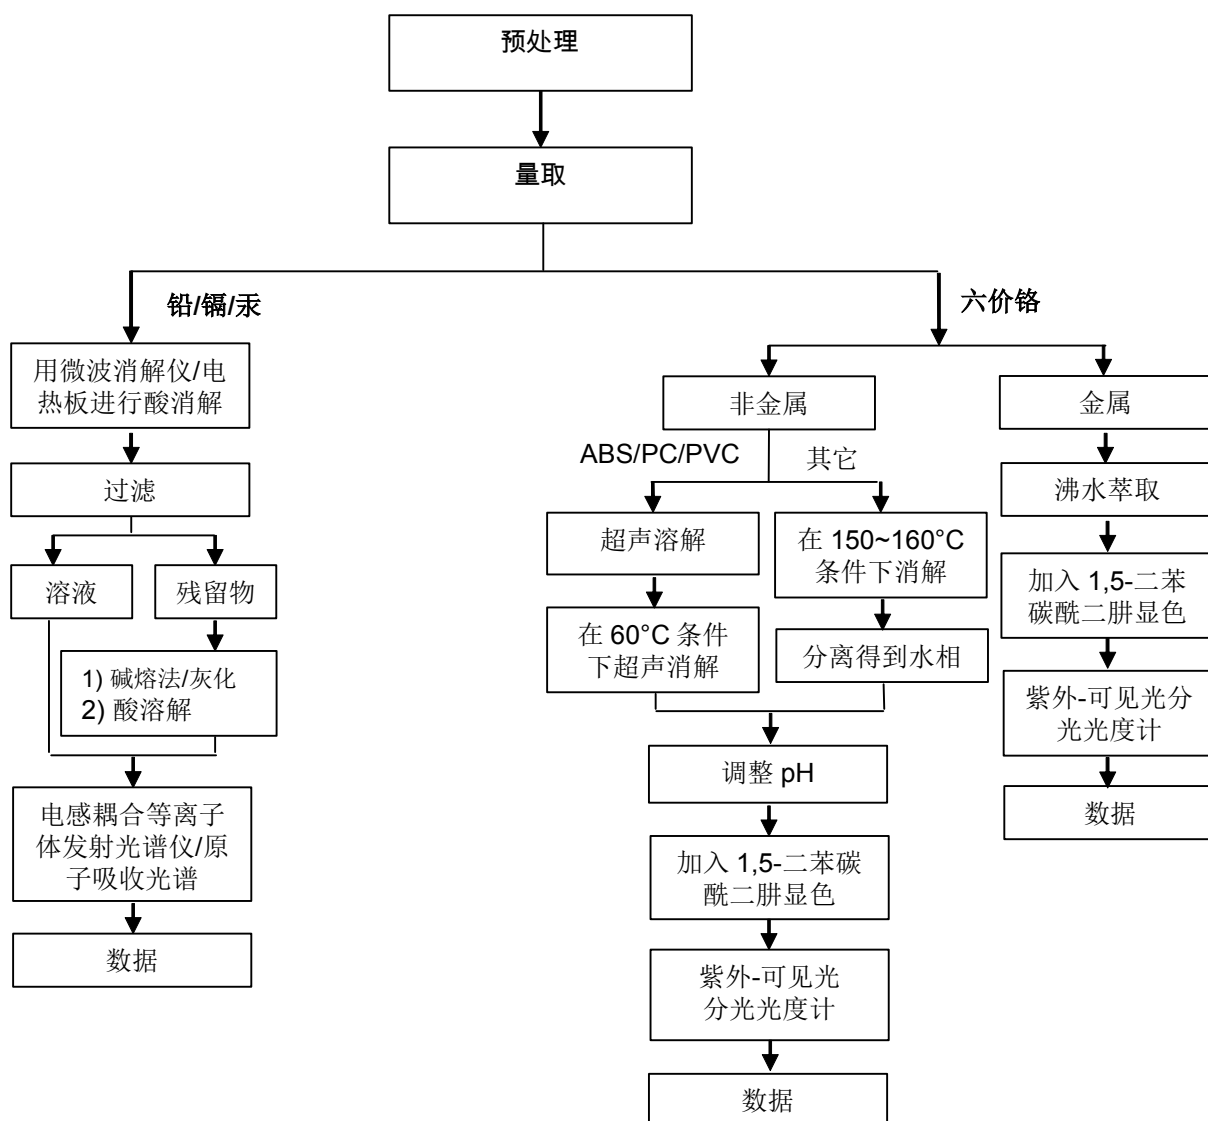 预处理
量取
铅/镉/汞
用微波消解仪/电
热板进行酸消解
过滤
溶液
残留物
1) 碱熔法/灰化
2) 酸溶解
电感耦合等离子
体发射光谱仪/原
子吸收光谱
数据
六价铬
非金属
ABS/PC/PVC
其它
超声溶解
在 60°C 条件
下超声消解
在 150~160°C
条件下消解
分离得到水相
调整 pH
加入 1,5-二苯碳
酰二肼显色
紫外-可见光
分光光度计
数据
金属
沸水萃取
加入 1,5-二苯
碳酰二肼显色
紫外-可见光分
光光度计
数据